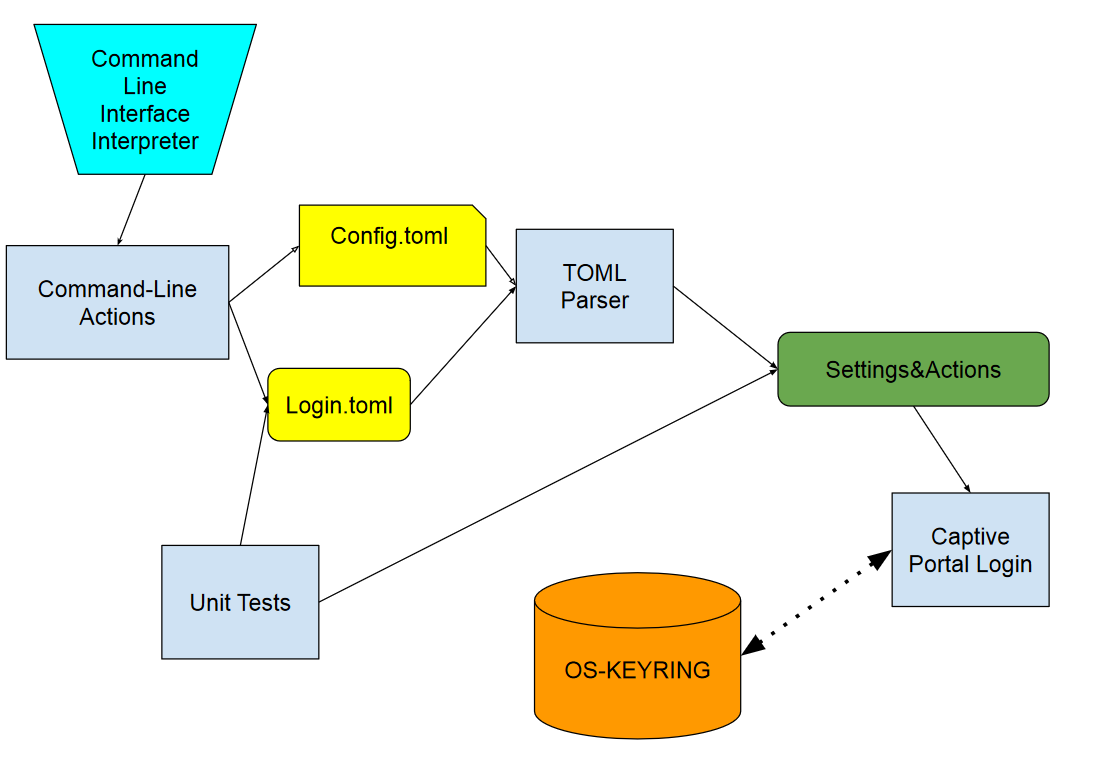 Command
Line
Interface
Interpreter
Config.toml
Command-Line
Actions
TOML
Parser
Settings&Actions
Login.toml
Captive
Portal Login
Unit Tests
OS-KEYRING